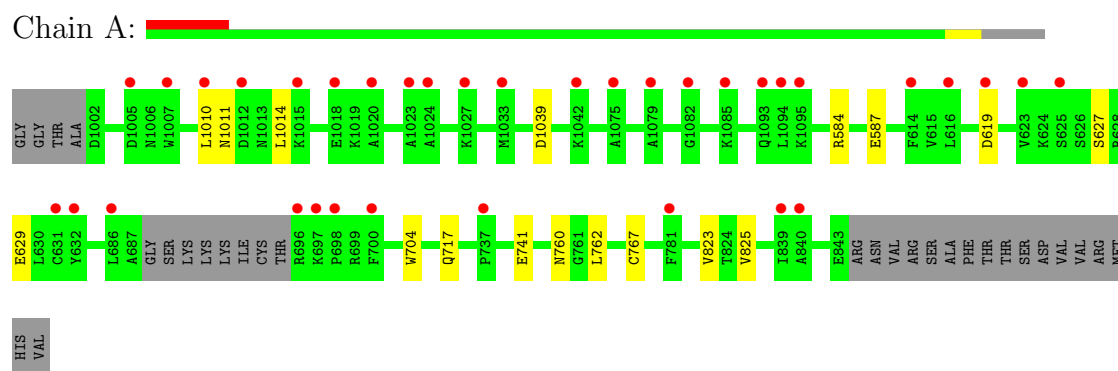 Chain A:
GLY GLY THR ALA D1002 D1005 N1006 W1007 L1010 N1011 D1012 N1013 L1014 K1015 E1018 K1019 A1020 A1023 A1024 K1027 M1033 D1039 K1042 A1075 A1079 G1082 K1085 Q1093 L1094 K1095 R584 E587 F614 V615 L616 D619 V623 K624 S625 S626 S627
E629 L630 C631 Y632 L686 A687 GLY SER LYS LYS LYS ILE CYS THR R696 K697 P698 R699 F700 W704 Q717 P737 E741 N760 G761 L762 C767 F781 V823 T824 V825 I839 A840 E843 ARG ASN VAL ARG SER ALA PHE THR THR SER ASP VAL VAL ARG MET
HIS VAL